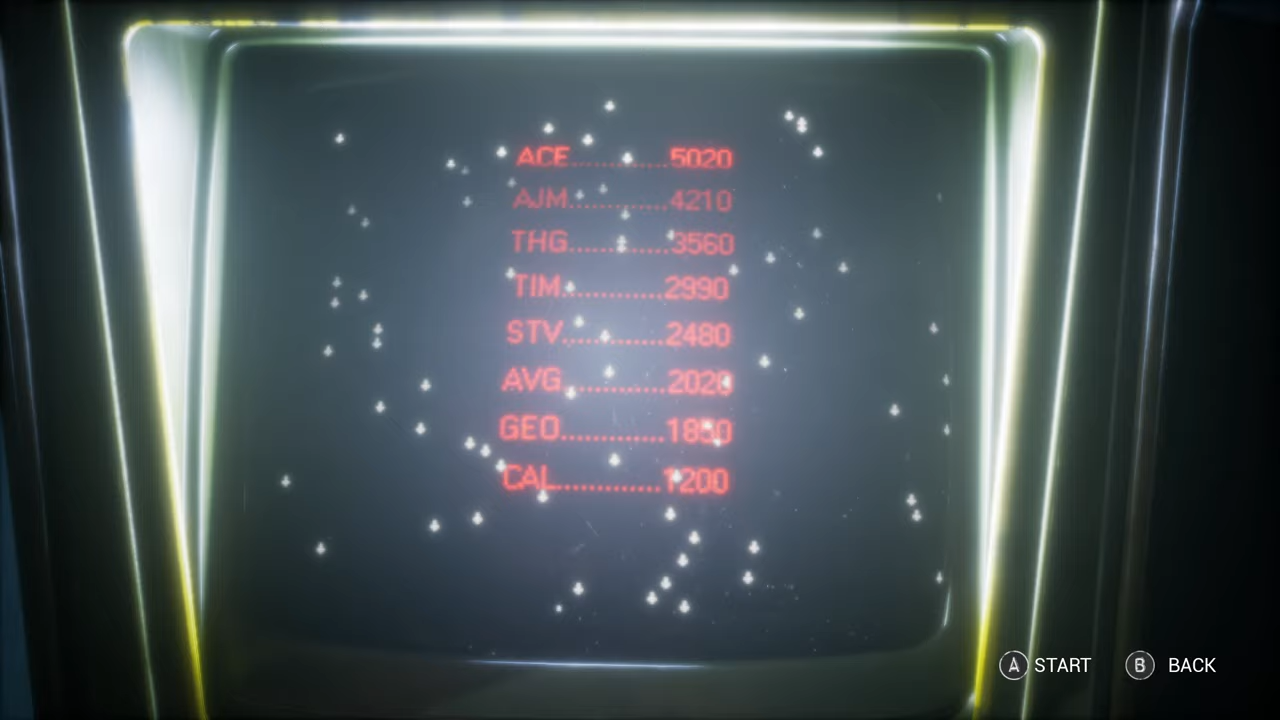 ACE............5020
AJM............4210
THG............3560
TIM............2990
STV............2480
AVG............2020
GEO............1850
CAL............1200
A START B BACK